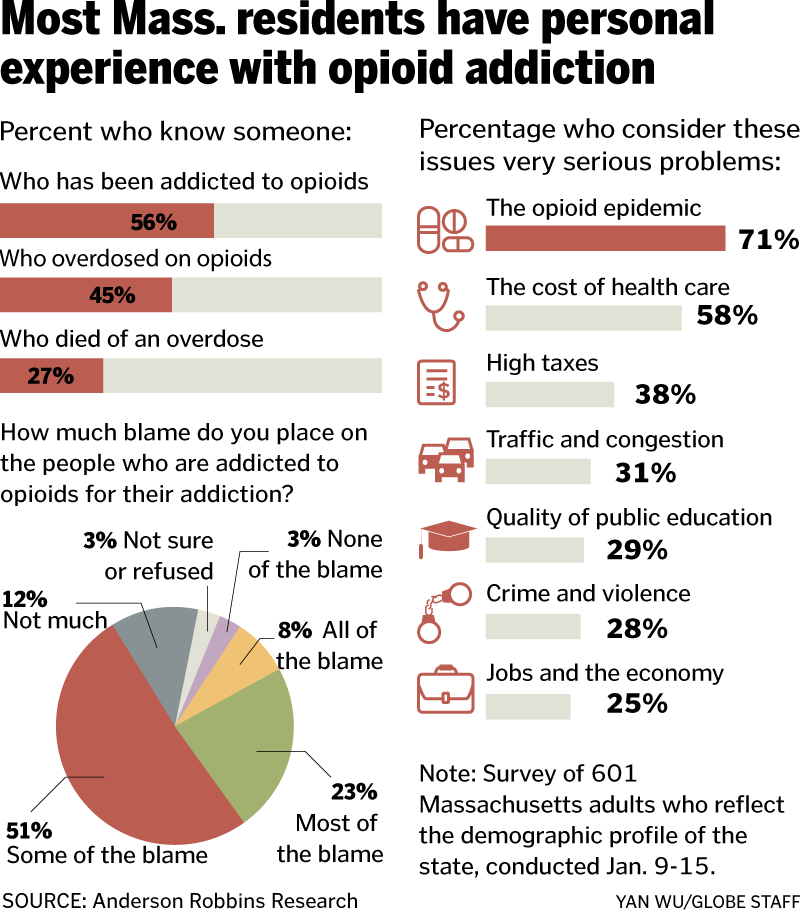 Most Mass. residents have personal
experience with opioid addiction
Percent who know someone:
Who has been addicted to opioids
56%
Who overdosed on opioids
45%
Who died of an overdose
27%
How much blame do you place on
the people who are addicted to
opioids for their addiction?
3% Not sure
or refused
3% None
of the blame
12%
Not much
8% All of
the blame
23%
Most of
the blame
51%
Some of the blame
Percentage who consider these
issues very serious problems:
The opioid epidemic
71%
The cost of health care
58%
High taxes
$
38%
Traffic and congestion
31%
Quality of public education
29%
Crime and violence
28%
Jobs and the economy
25%
Note: Survey of 601
Massachusetts adults who reflect
the demographic profile of the
state, conducted Jan. 9-15.
SOURCE: Anderson Robbins Research
YAN WU/GLOBE STAFF